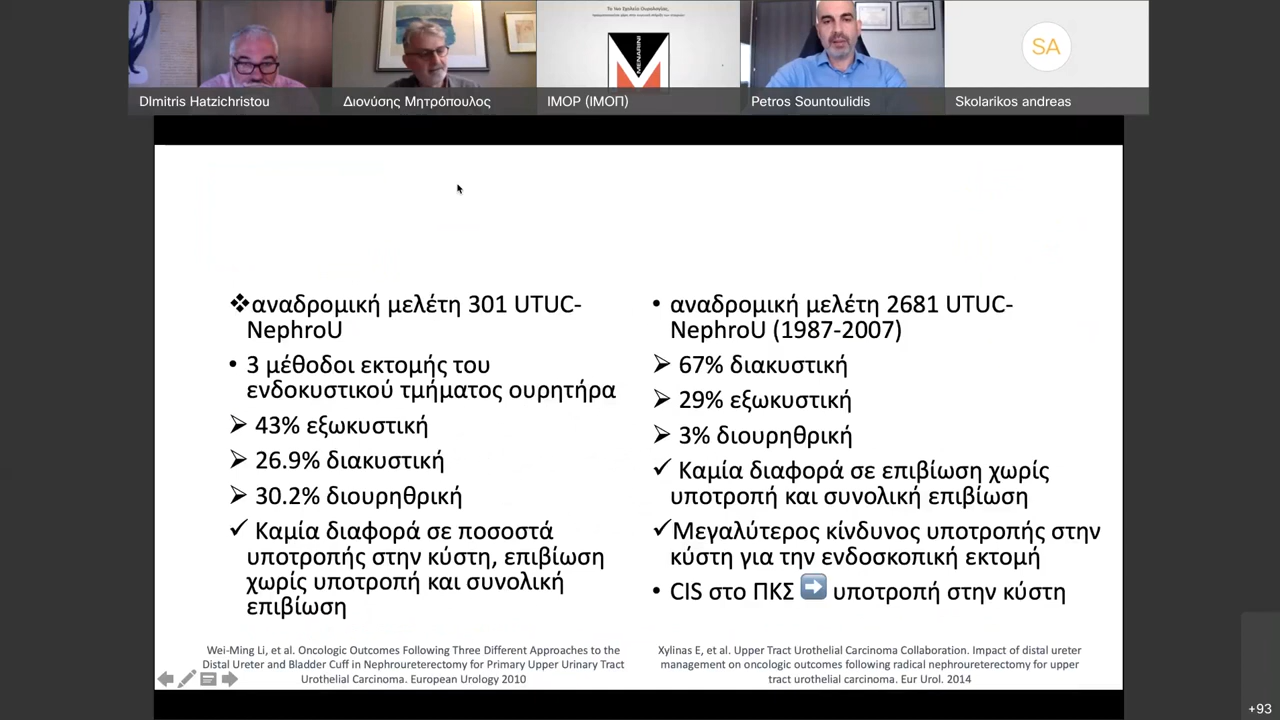 Το 1ου Σχολείο Ουρολογίας,
MENARINI
DImitris Hatzichristou
Διονύσης Μητρόπουλος
IMOP (ΙΜΟΠ)
Petros Sountoulidis
SA
Skolarikos andreas
❖αναδρομική μελέτη 301 UTUC-
NephroU
• 3 μέθοδοι εκτομής του
ενδοκυστικού τμήματος ουρητήρα
➢ 43% εξωκυστική
➢ 26.9% διακυστική
➢ 30.2% διουρηθρική
✓ Καμία διαφορά σε ποσοστά
υποτροπής στην κύστη, επιβίωση
χωρίς υποτροπή και συνολική
επιβίωση
Wei-Ming Li, et al. Oncologic Outcomes Following Three Different Approaches to the
Distal Ureter and Bladder Cuff in Nephroureterectomy for Primary Upper Urinary Tract
Urothelial Carcinoma. European Urology 2010
• αναδρομική μελέτη 2681 UTUC-
NephroU (1987-2007)
➢ 67% διακυστική
➢ 29% εξωκυστική
➢ 3% διουρηθρική
✓ Καμία διαφορά σε επιβίωση χωρίς
υποτροπή και συνολική επιβίωση
✓Μεγαλύτερος κίνδυνος υποτροπής στην
κύστη για την ενδοσκοπική εκτομή
• CIS στο ΠΚΣ ➡ υποτροπή στην κύστη
Xylinas E, et al. Upper Tract Urothelial Carcinoma Collaboration. Impact of distal ureter
management on oncologic outcomes following radical nephroureterectomy for upper
tract urothelial carcinoma. Eur Urol. 2014
+93